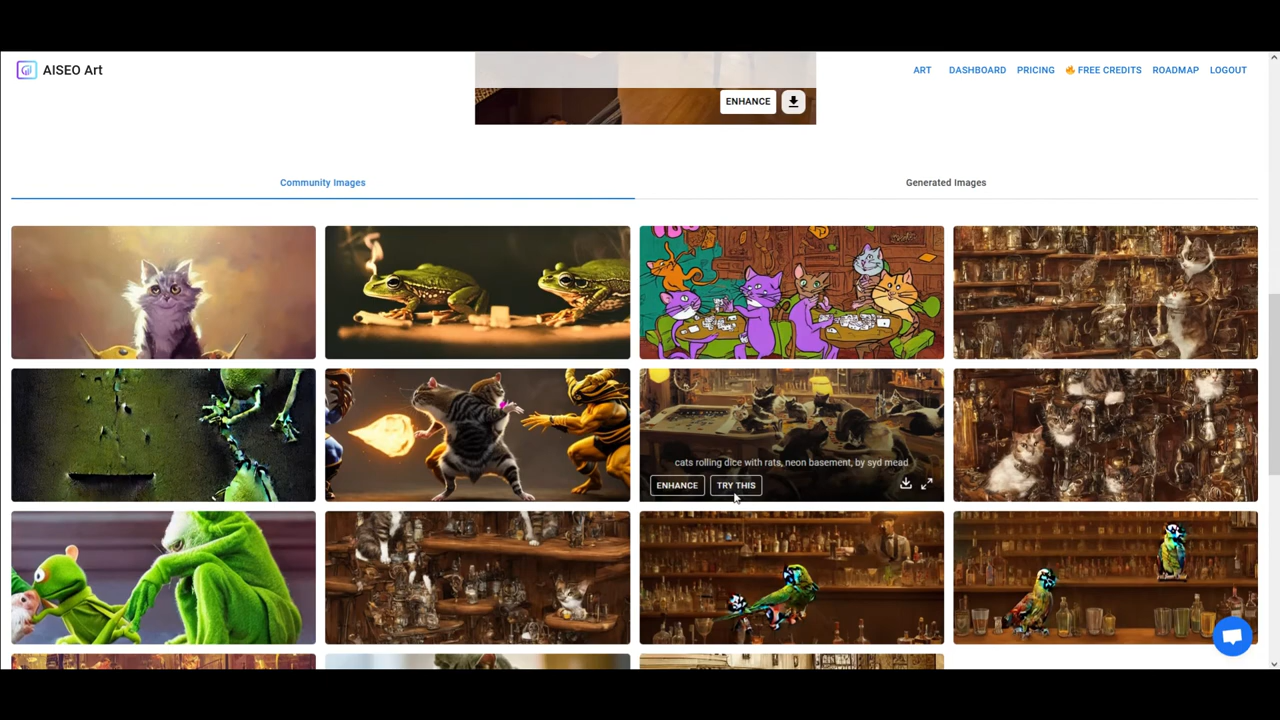 AISEO Art
ART DASHBOARD PRICING 🔥 FREE CREDITS ROADMAP LOGOUT
ENHANCE
Community Images
Generated Images
cats rolling dice with rats, neon basement, by syd mead
ENHANCE TRY THIS